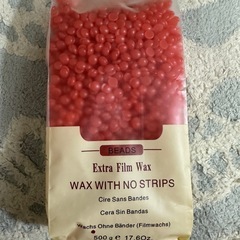 BEADS
Extra Film Wax
WAX WITH NO STRIPS
Cire Sans Bandes
Cera Sin Bandas
Wachs Ohne Bänder (Filmwachs)
500 g e 17.6Oz